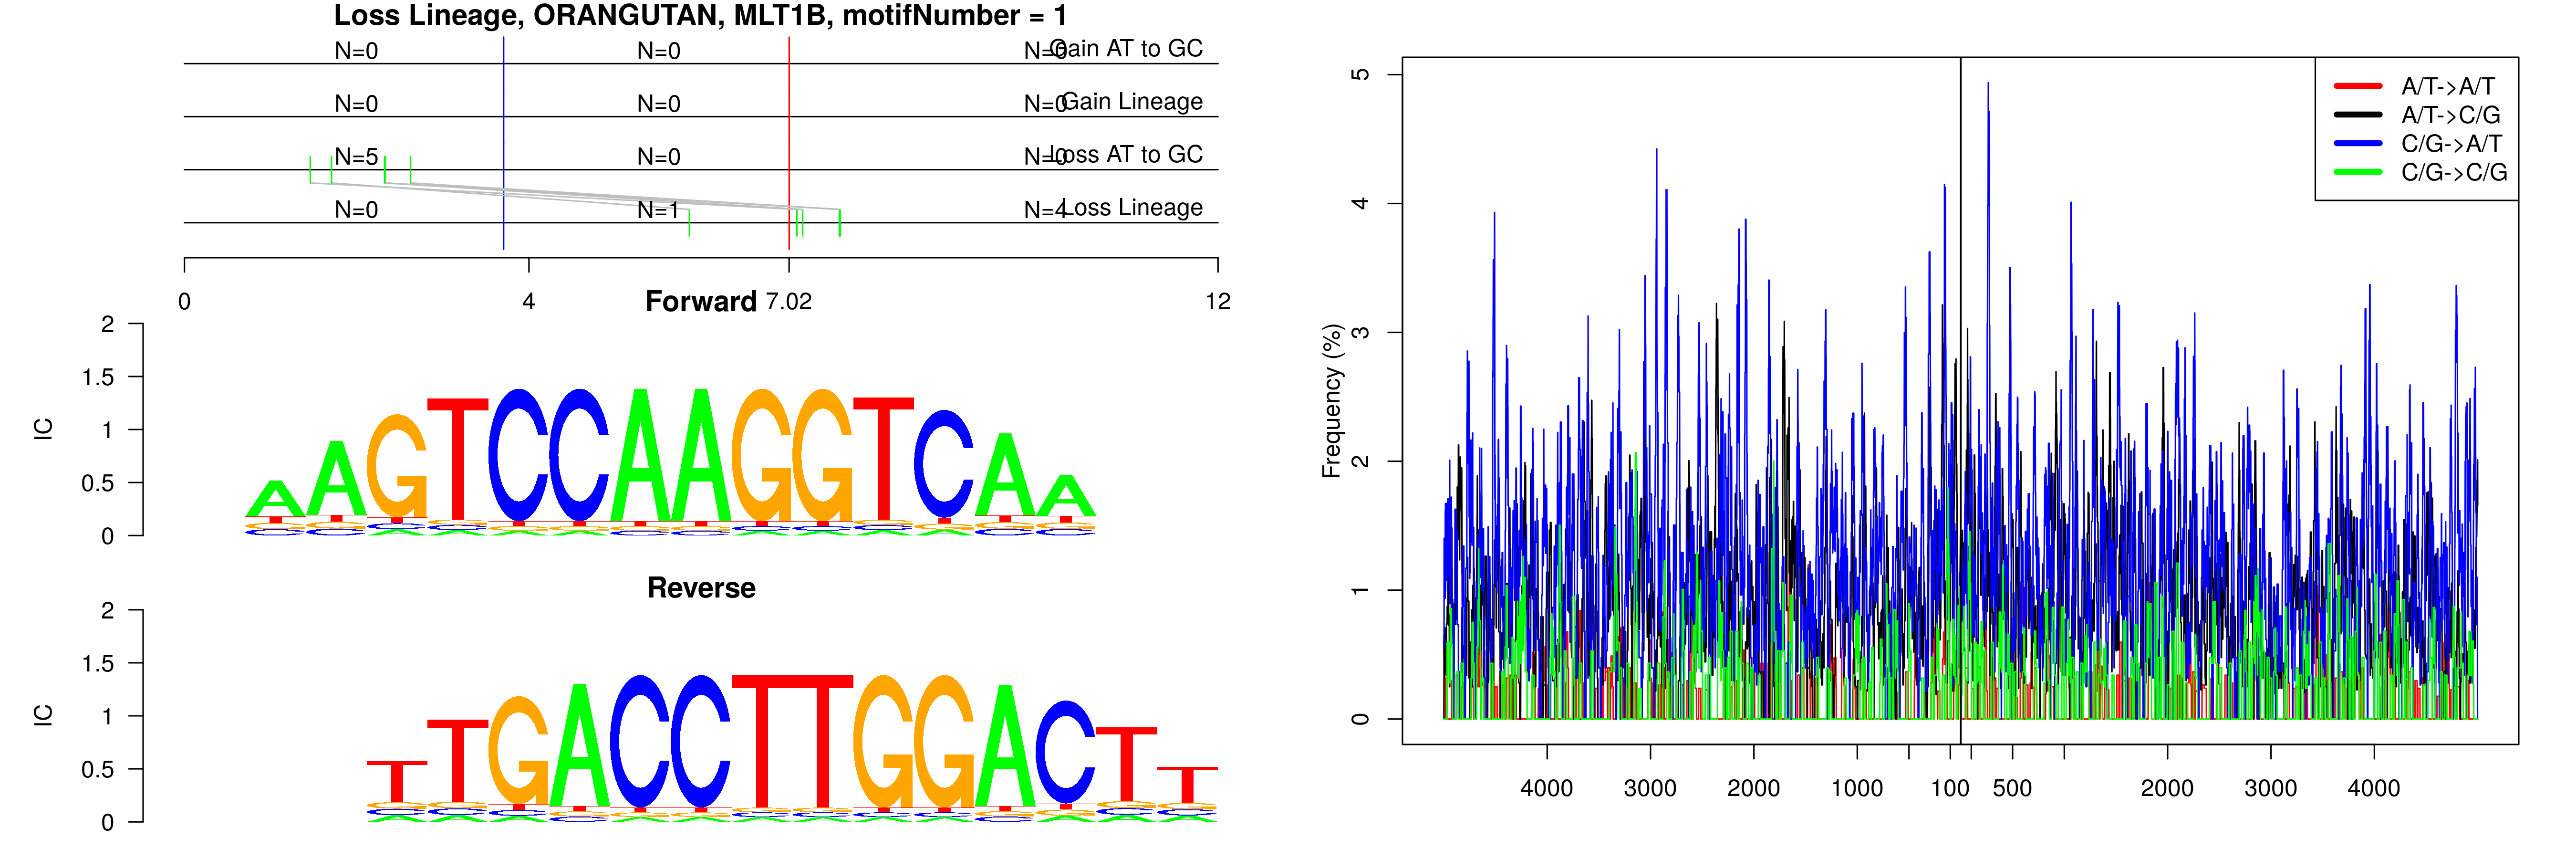 Loss Lineage, ORANGUTAN, MLT1B, motifNumber = 1
N=0 N=0 N=0 Gain AT to GC
N=0 N=0 N=0 Gain Lineage
N=5 N=0 N=0 Loss AT to GC
N=0 N=1 N=4 Loss Lineage
0 4 7.02 12
Forward
IC
2
1.5
1
0.5
0
AAGTCCAAGGTCAA
Reverse
IC
2
1.5
1
0.5
0
TTGACCTTGGACTT
Frequency (%)
5
4
3
2
1
0
A/T->A/T
A/T->C/G
C/G->A/T
C/G->C/G
4000 3000 2000 1000 100 500 2000 3000 4000